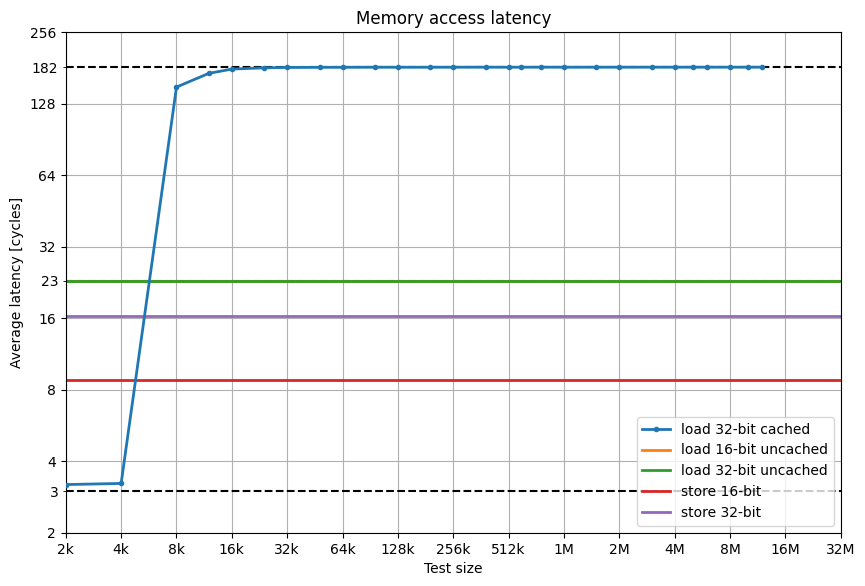 Memory access latency
Average latency [cycles]
256
182
128
64
32
23
16
8
4
3
2
load 32-bit cached
load 16-bit uncached
load 32-bit uncached
store 16-bit
store 32-bit
2k 4k 8k 16k 32k 64k 128k 256k 512k 1M 2M 4M 8M 16M 32M
Test size